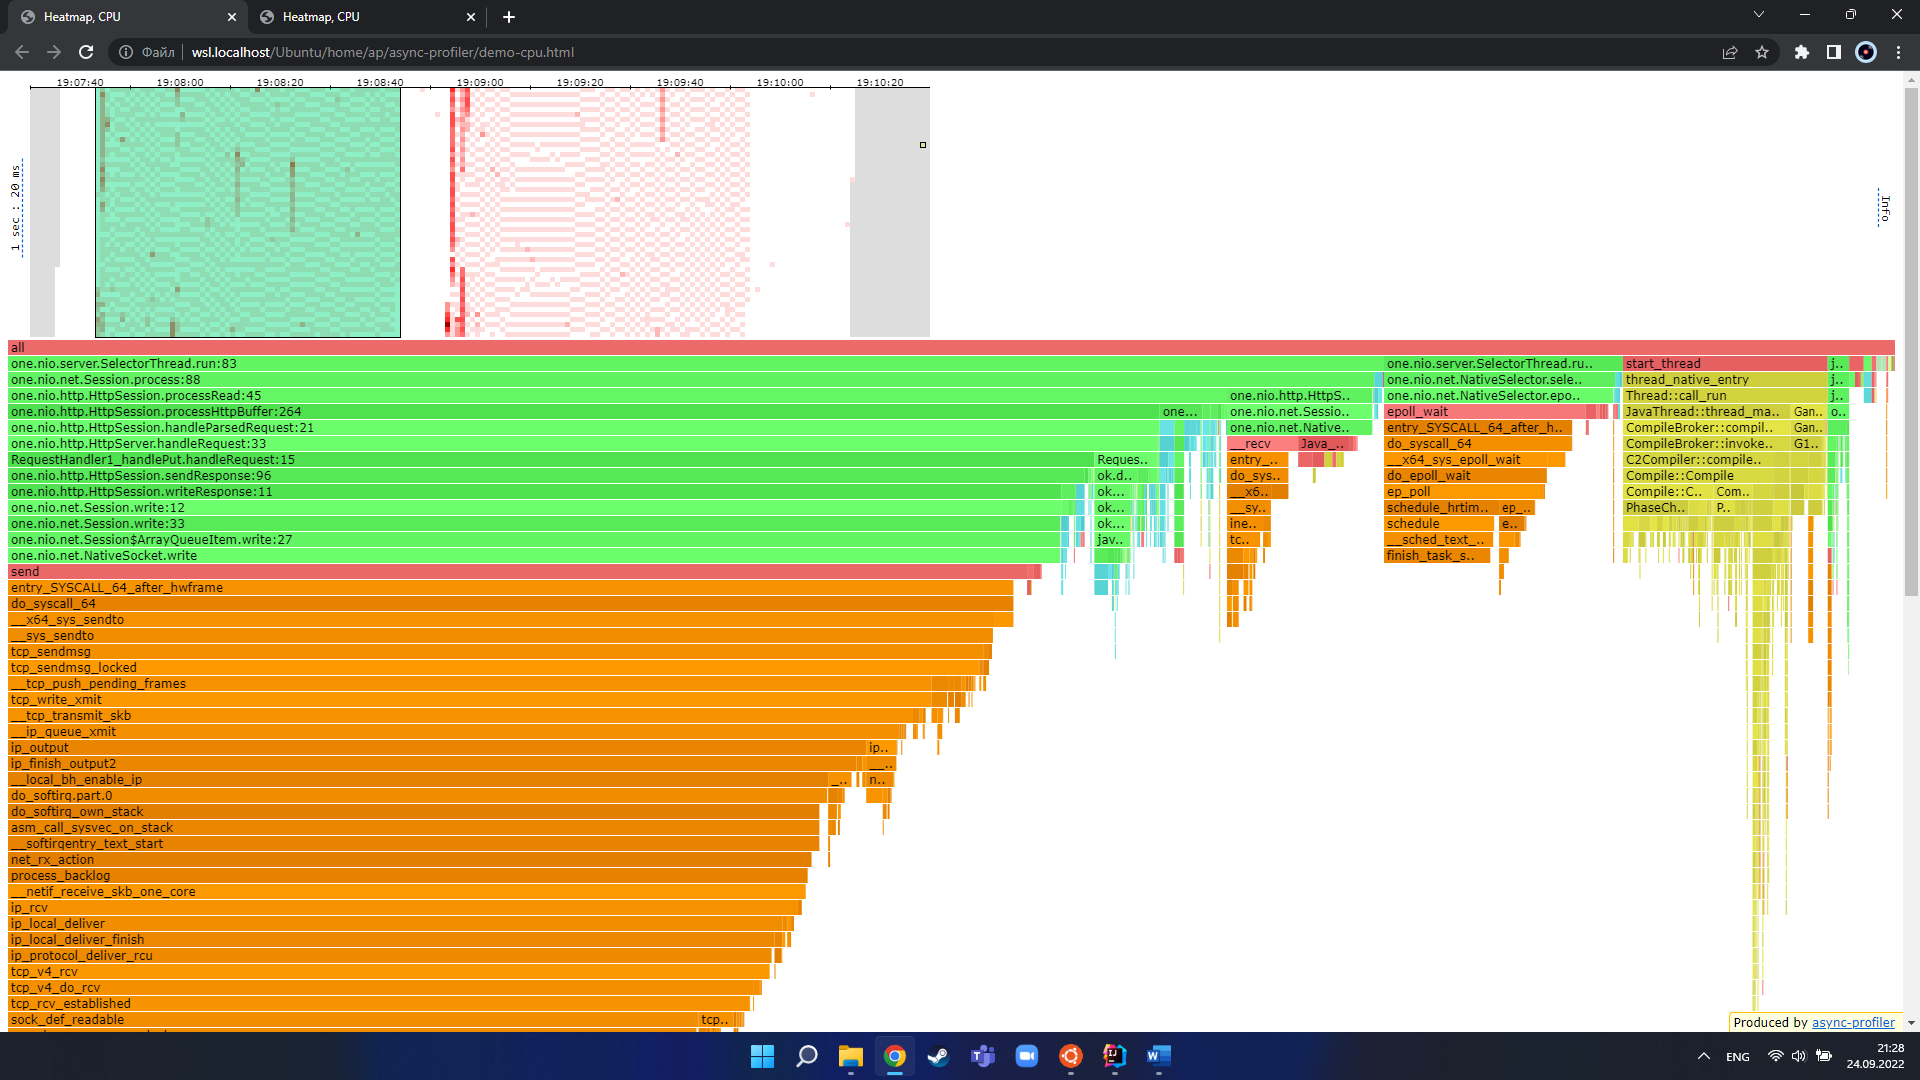 Heatmap, CPU
Heatmap, CPU
Файл
wsl.localhost/Ubuntu/home/ap/async-profiler/demo-cpu.html
19:07:40 19:08:00 19:08:20 19:08:40 19:09:00 19:09:20 19:09:40 19:10:00 19:10:20
1 sec : 20 ms
Info
all
one.nio.server.SelectorThread.run:83 one.nio.server.SelectorThread.ru.. start_thread j..
one.nio.net.Session.process:88 one.nio.net.NativeSelector.sele.. thread_native_entry j..
one.nio.http.HttpSession.processRead:45 one.nio.http.HttpS.. one.nio.net.NativeSelector.epo.. Thread::call_run j..
one.nio.http.HttpSession.processHttpBuffer:264 one... one.nio.net.Sessio.. epoll_wait JavaThread::thread_ma.. Gan.. o..
one.nio.http.HttpSession.handleParsedRequest:21 one.nio.net.Native.. entry_SYSCALL_64_after_h.. CompileBroker::compil.. Gan..
one.nio.http.HttpServer.handleRequest:33 __recv Java_.. do_syscall_64 CompileBroker::invoke.. G1..
RequestHandler1_handlePut.handleRequest:15 Reques.. entry_.. __x64_sys_epoll_wait C2Compiler::compile..
one.nio.http.HttpSession.sendResponse:96 ok.d.. do_sys.. do_epoll_wait Compile::Compile
one.nio.http.HttpSession.writeResponse:11 ok... __x6.. ep_poll Compile::C.. Com..
one.nio.net.Session.write:12 ok... __sy.. schedule_hrtim.. ep_.. PhaseCh.. P..
one.nio.net.Session.write:33 ok... ine.. schedule e..
one.nio.net.Session$ArrayQueueItem.write:27 jav.. tc.. __sched_text_..
one.nio.net.NativeSocket.write finish_task_s..
send
entry_SYSCALL_64_after_hwframe
do_syscall_64
__x64_sys_sendto
__sys_sendto
tcp_sendmsg
tcp_sendmsg_locked
__tcp_push_pending_frames
tcp_write_xmit
__tcp_transmit_skb
__ip_queue_xmit
ip_output ip..
ip_finish_output2 __..
__local_bh_enable_ip _.. n..
do_softirq.part.0
do_softirq_own_stack
asm_call_sysvec_on_stack
__softirqentry_text_start
net_rx_action
process_backlog
__netif_receive_skb_one_core
ip_rcv
ip_local_deliver
ip_local_deliver_finish
ip_protocol_deliver_rcu
tcp_v4_rcv
tcp_v4_do_rcv
tcp_rcv_established
sock_def_readable tcp..
Produced by async-profiler
ENG
21:28
24.09.2022